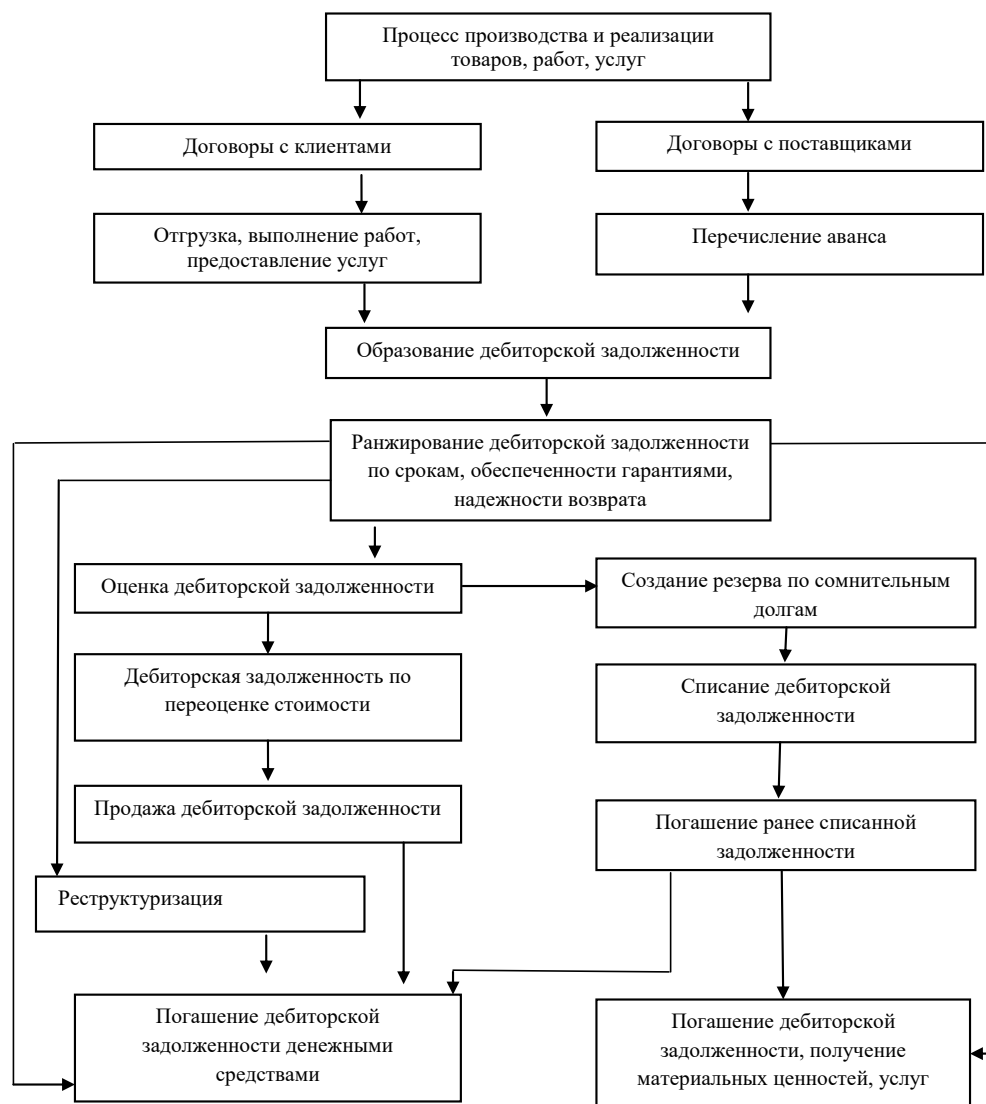 Процесс производства и реализации
товаров, работ, услуг
Договоры с клиентами
Договоры с поставщиками
Отгрузка, выполнение работ,
предоставление услуг
Перечисление аванса
Образование дебиторской задолженности
Ранжирование дебиторской задолженности
по срокам, обеспеченности гарантиями,
надежности возврата
Оценка дебиторской задолженности
Создание резерва по сомнительным
долгам
Дебиторская задолженность по
переоценке стоимости
Списание дебиторской
задолженности
Продажа дебиторской задолженности
Погашение ранее списанной
задолженности
Реструктуризация
Погашение дебиторской
задолженности денежными
средствами
Погашение дебиторской
задолженности, получение
материальных ценностей, услуг